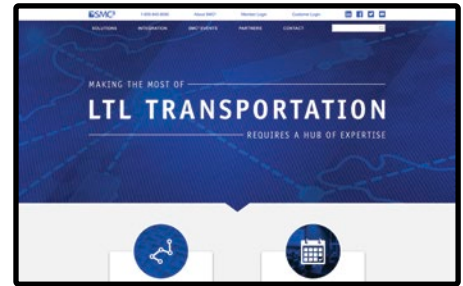 SMC³ About SMC³ Member Login Customer Login
SOLUTIONS INTEGRATION SMC³ EVENTS PARTNERS CONTACT
MAKING THE MOST OF
LTL TRANSPORTATION
REQUIRES A HUB OF EXPERTISE